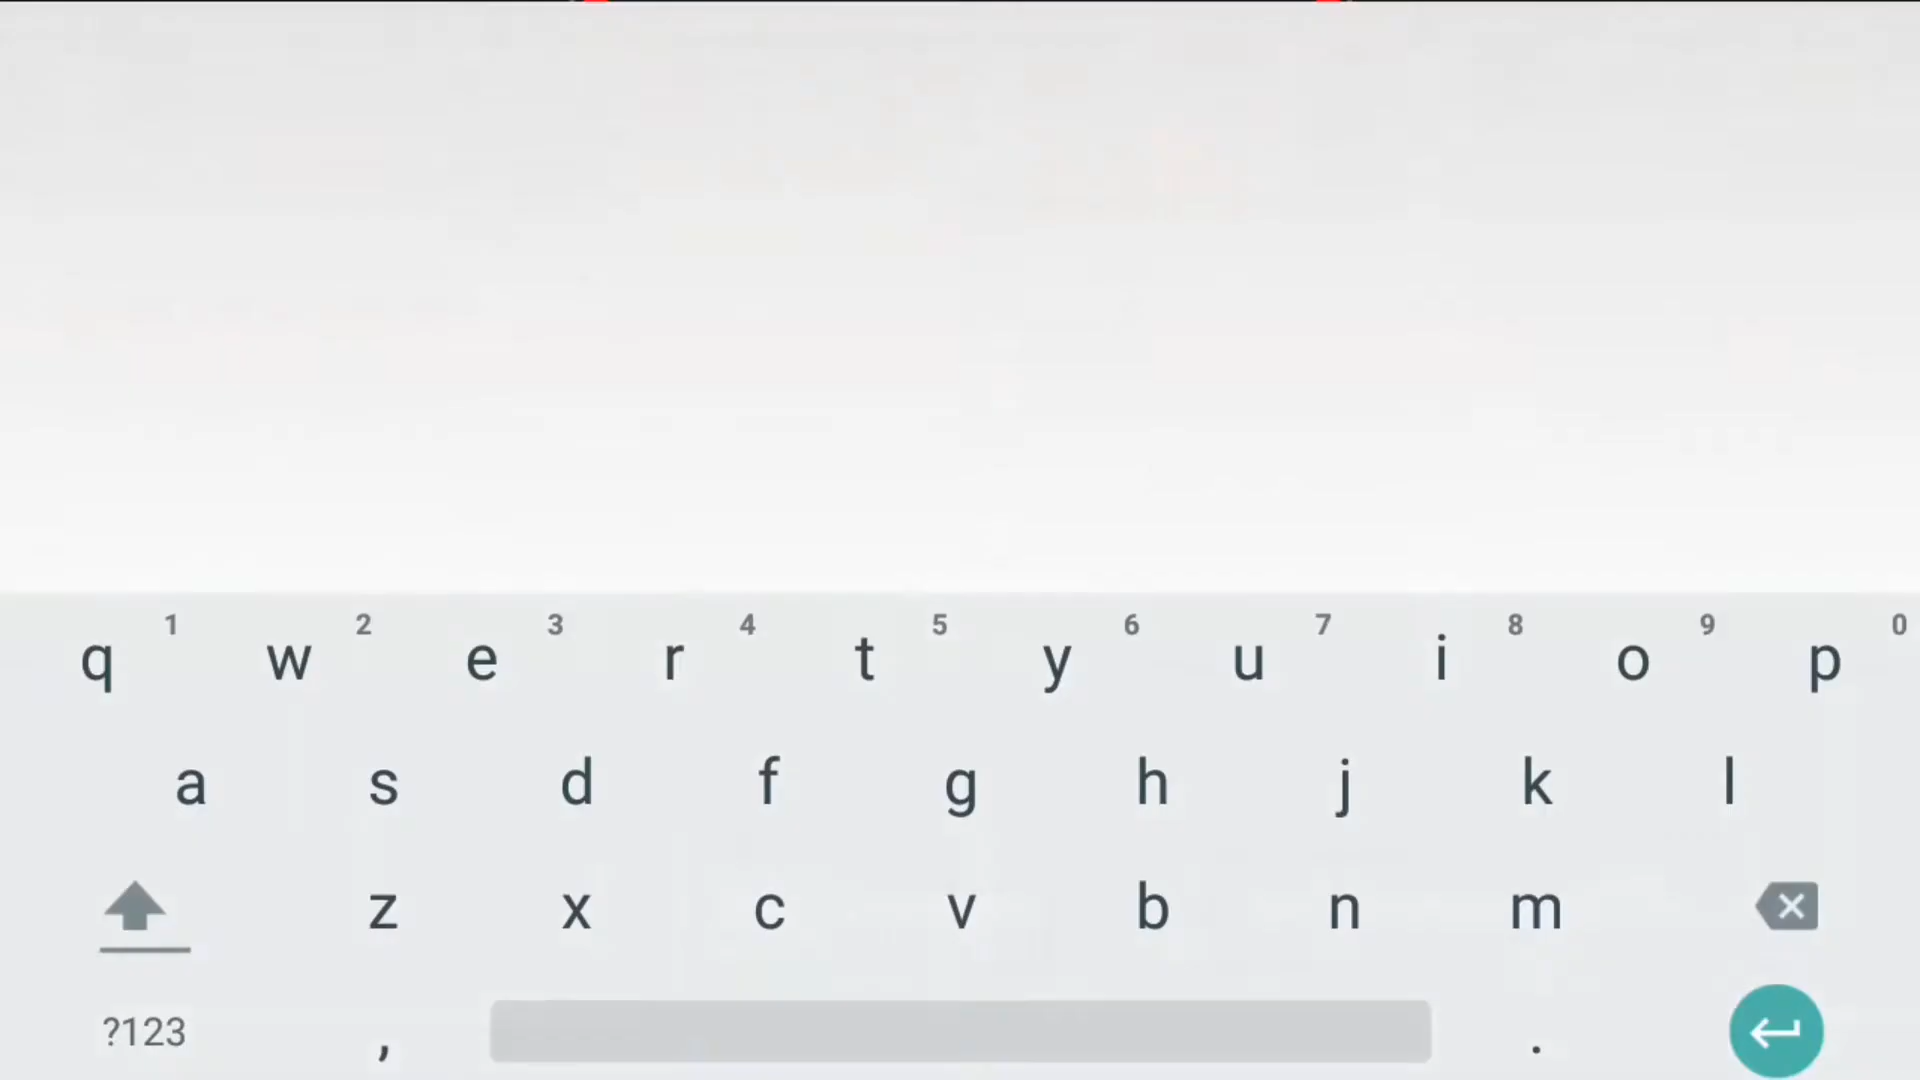 1 2 3 4 5 6 7 8 9 0
q w e r t y u i o p
a s d f g h j k l
z x c v b n m
?123 , .